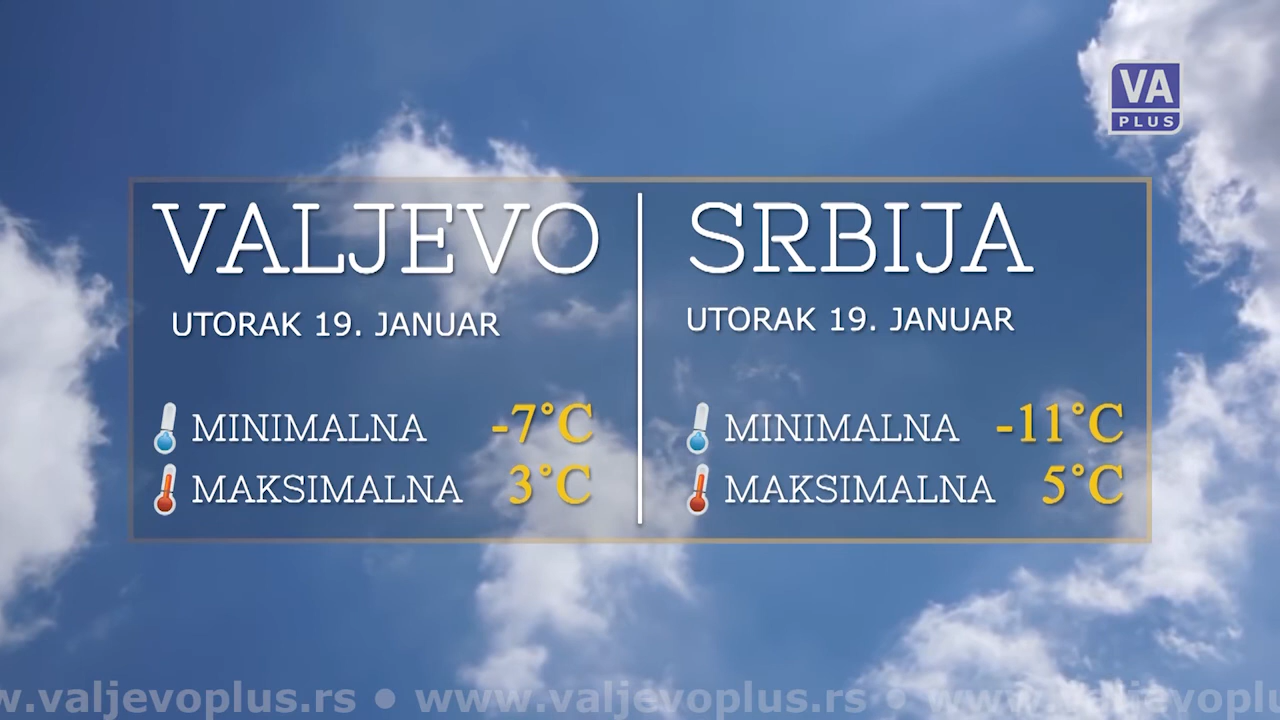 VA
PLUS
VALJEVO
UTORAK 19. JANUAR
MINIMALNA -7°C
MAKSIMALNA 3°C
SRBIJA
UTORAK 19. JANUAR
MINIMALNA -11°C
MAKSIMALNA 5°C
w.valjevoplus.rs • www.valjevoplus.rs • www.valjevoplu